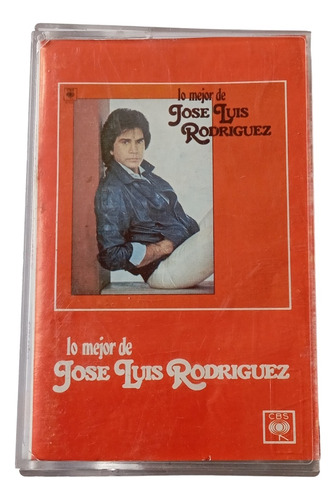 lo mejor de
JOSE LUIS
RODRIGUEZ
lo mejor de
JOSE LUIS RODRIGUEZ
CBS